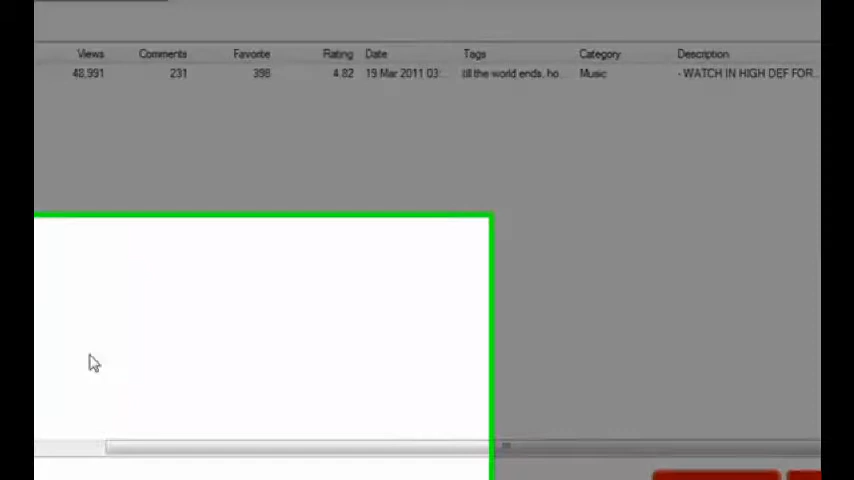 Views Comments Favorite Rating Date Tags Category Description
48,991 231 398 4.82 19 Mar 2011 03:... till the world ends, ho... Music - WATCH IN HIGH DEF FOR...